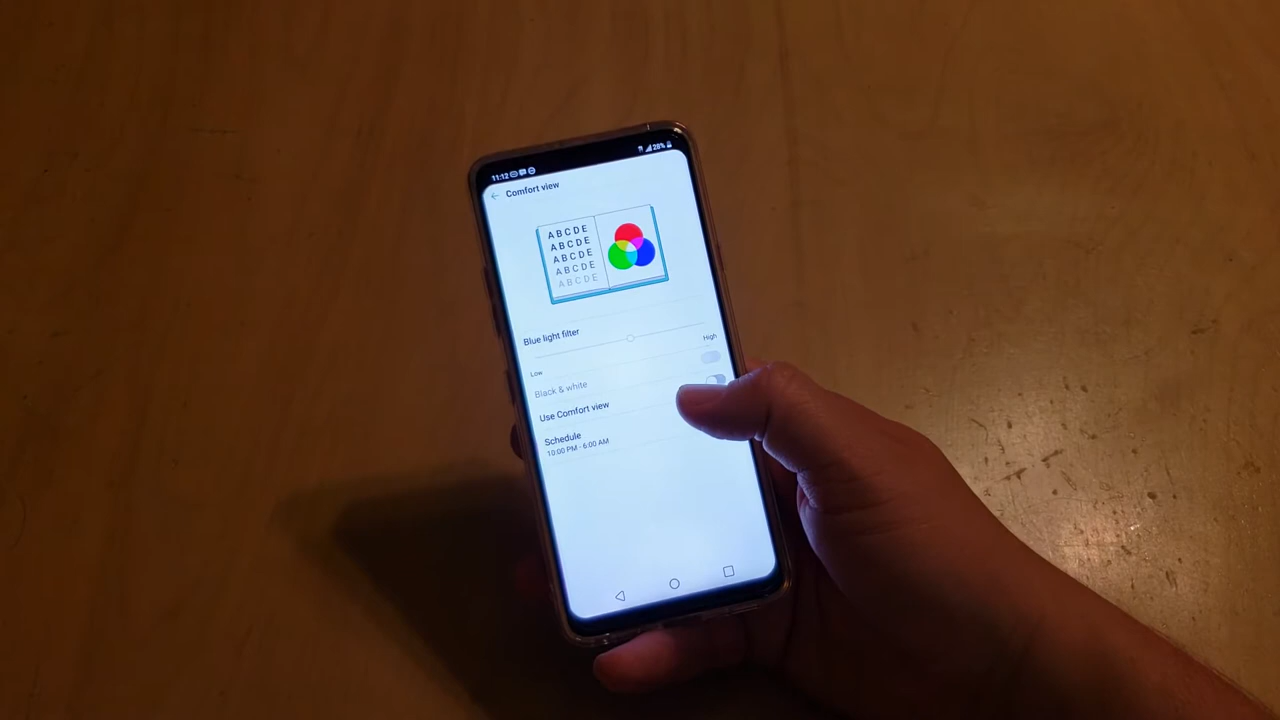 11:12
28%
Comfort view
ABCDE
ABCDE
ABCDE
ABCDE
ABCDE
Blue light filter
Low
High
Black & white
Use Comfort view
Schedule
10:00 PM - 6:00 AM